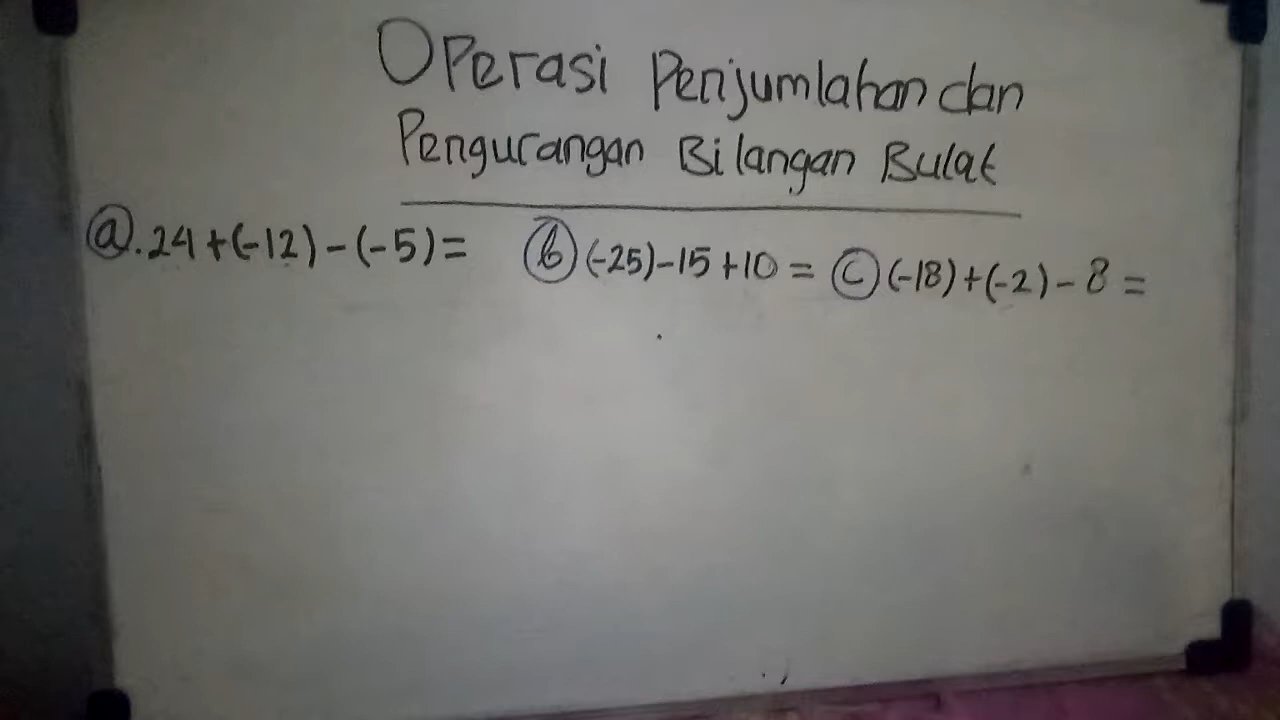 Operasi Penjumlahan dan
Pengurangan Bilangan Bulat
a. 24 + (-12) - (-5) = b (-25) - 15 + 10 = c (-18) + (-2) - 8 =